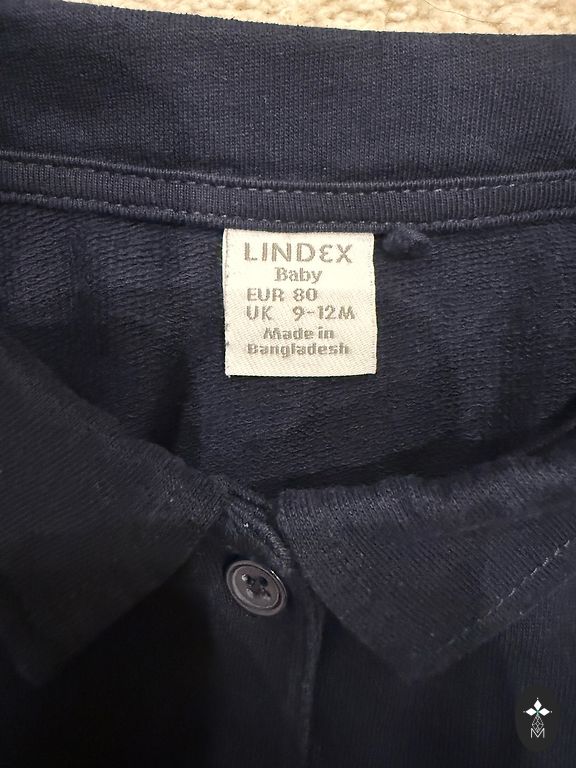 LINDEX
Baby
EUR 80
UK 9-12M
Made in
Bangladesh
M